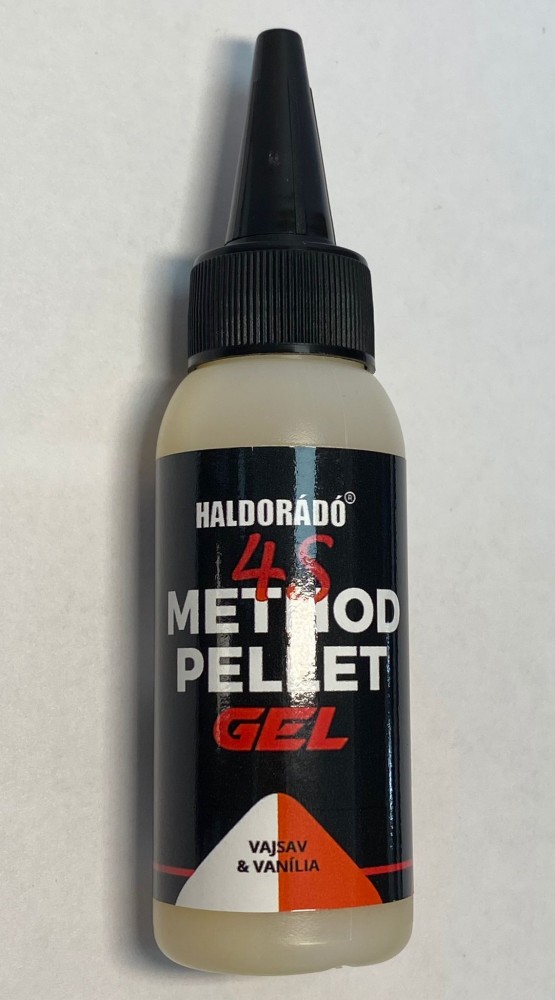 HALDORÁDÓ®
4S
METHOD
PELLET
GEL
VAJSAV
& VANÍLIA